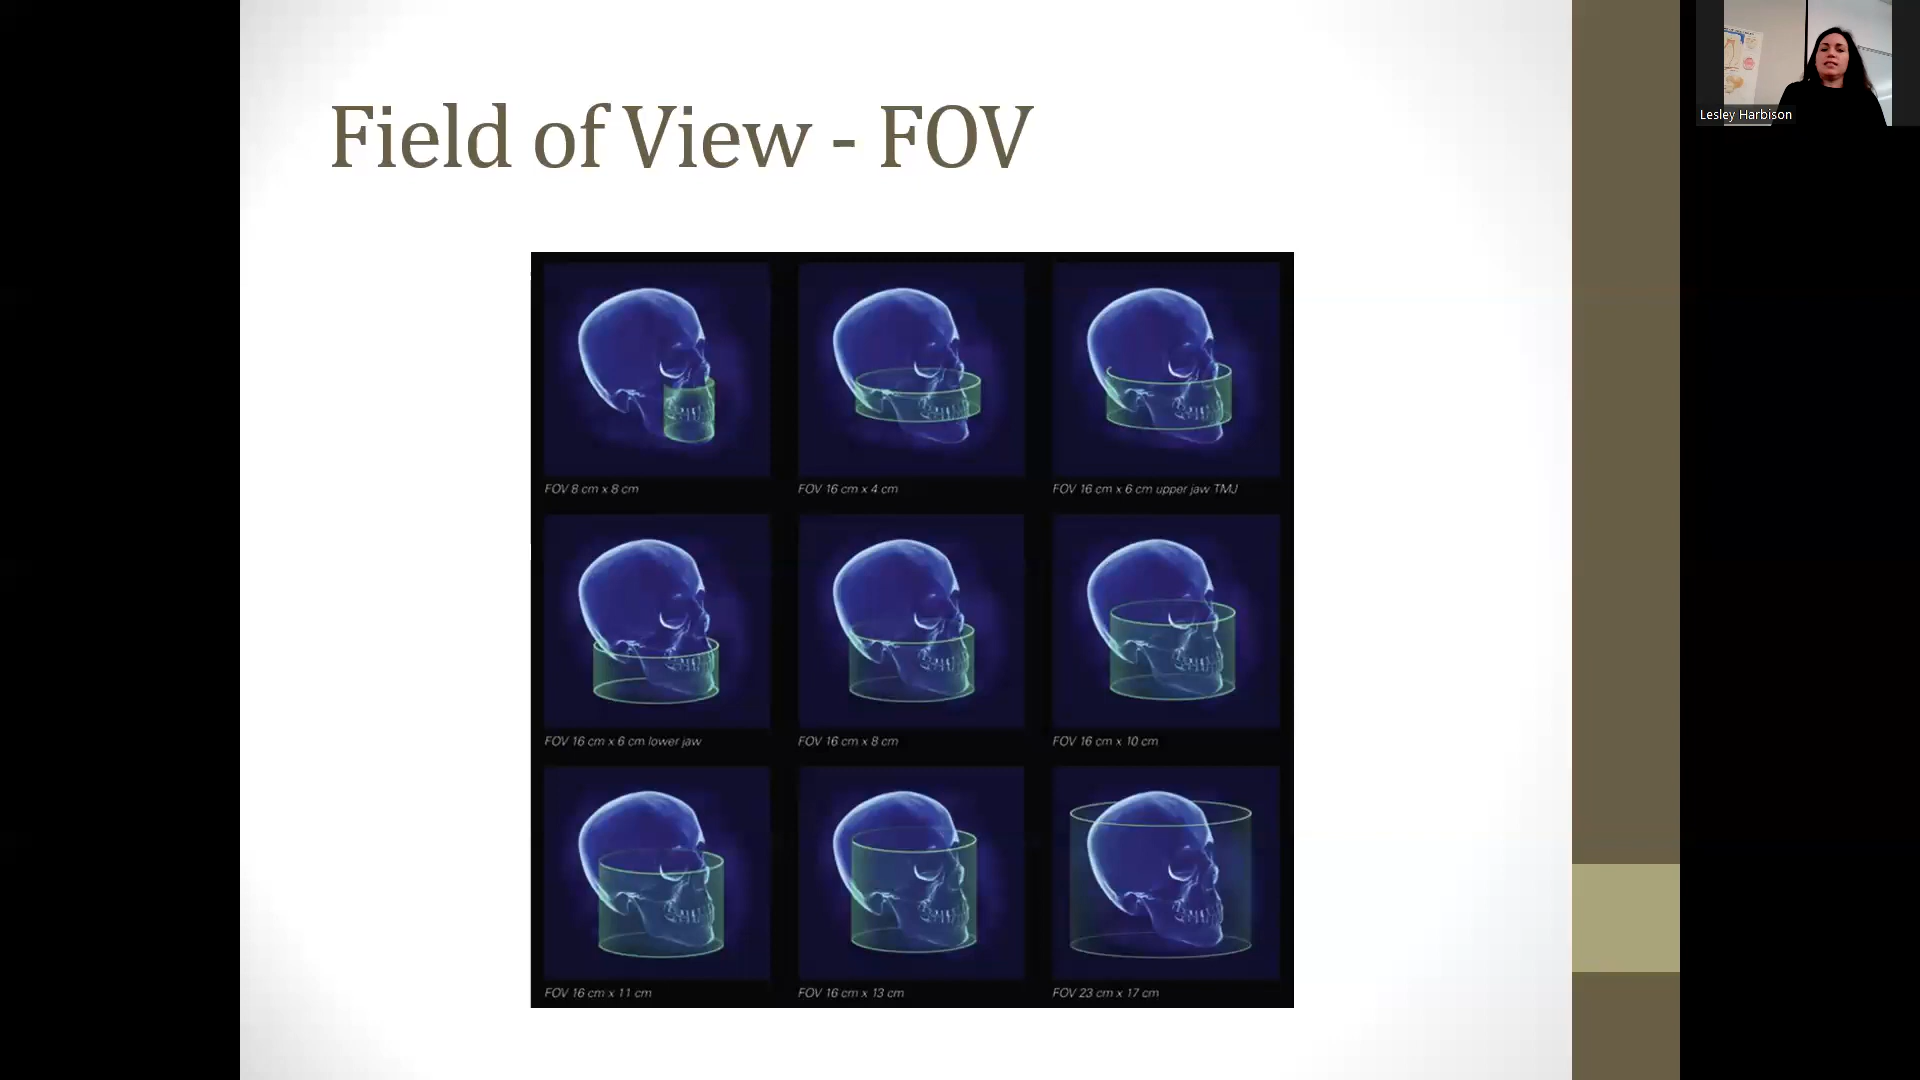 Field of View - FOV
Lesley Harbison
FOV 8 cm x 8 cm
FOV 16 cm x 4 cm
FOV 16 cm x 6 cm upper jaw TMJ
FOV 16 cm x 6 cm lower jaw
FOV 16 cm x 8 cm
FOV 16 cm x 10 cm
FOV 16 cm x 11 cm
FOV 16 cm x 13 cm
FOV 23 cm x 17 cm